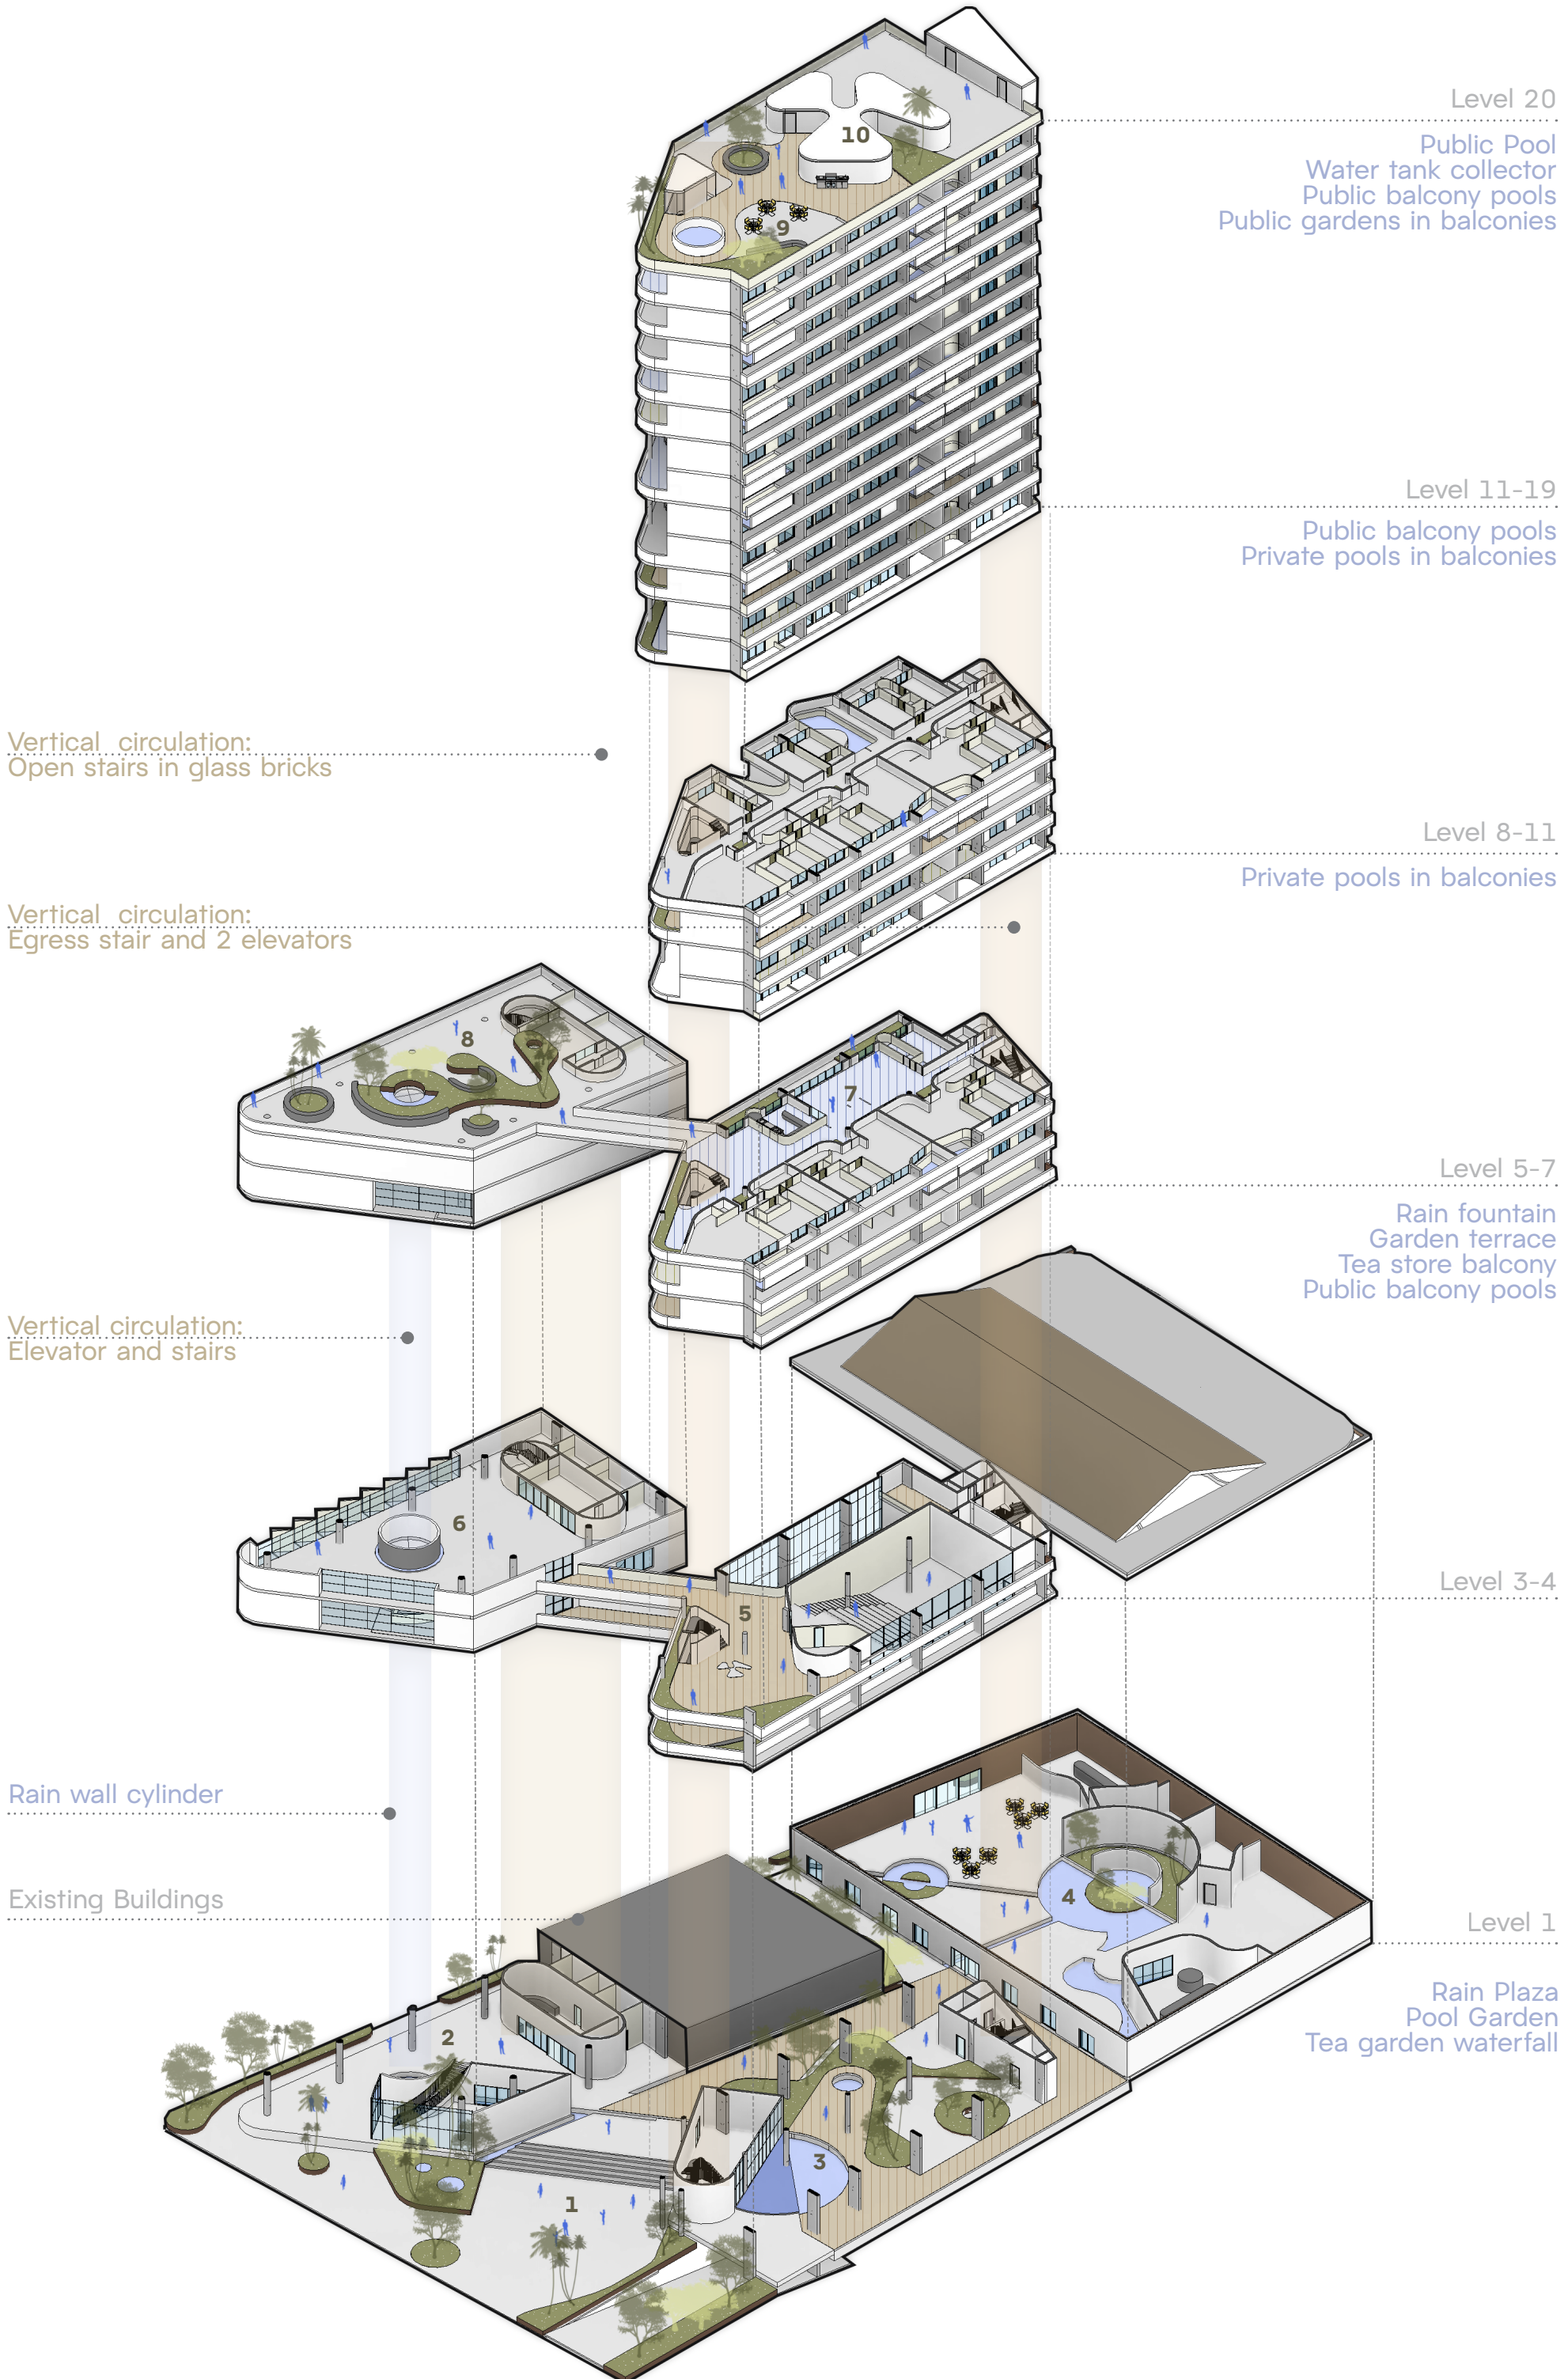 Level 20
10
Public Pool
Water tank collector
Public balcony pools
Public gardens in balconies
9
Level 11-19
Public balcony pools
Private pools in balconies
Vertical circulation:
Open stairs in glass bricks
Level 8-11
Private pools in balconies
Vertical circulation:
Egress stair and 2 elevators
8
7
Level 5-7
Rain fountain
Garden terrace
Tea store balcony
Public balcony pools
Vertical circulation:
Elevator and stairs
6
Level 3-4
5
Rain wall cylinder
Existing Buildings
4
Level 1
Rain Plaza
Pool Garden
Tea garden waterfall
2
3
1